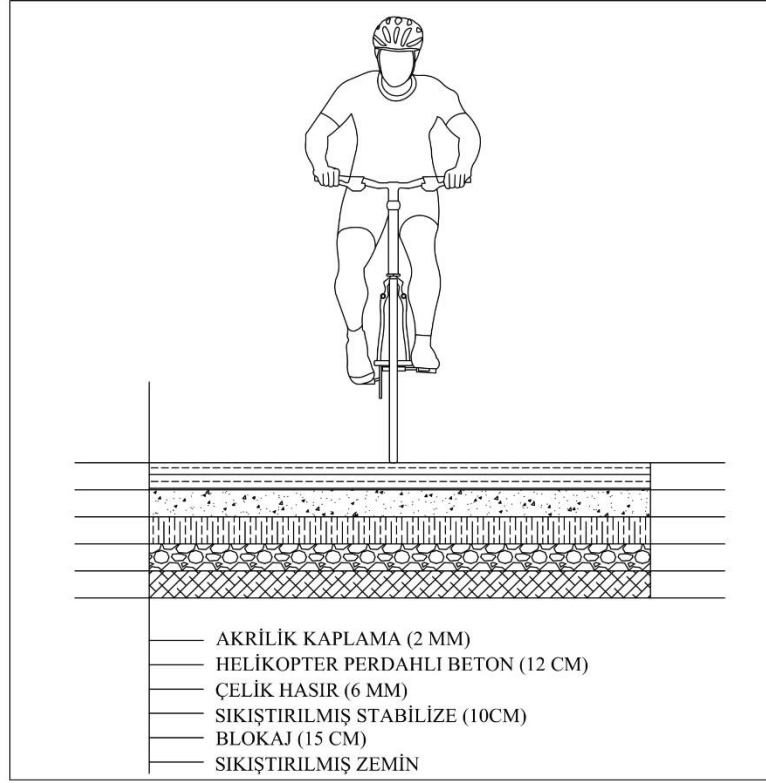 AKRİLİK KAPLAMA (2 MM)
HELİKOPTER PERDAHLI BETON (12 CM)
ÇELİK HASIR (6 MM)
SIKIŞTIRILMIŞ STABİLİZE (10CM)
BLOKAJ (15 CM)
SIKIŞTIRILMIŞ ZEMİN